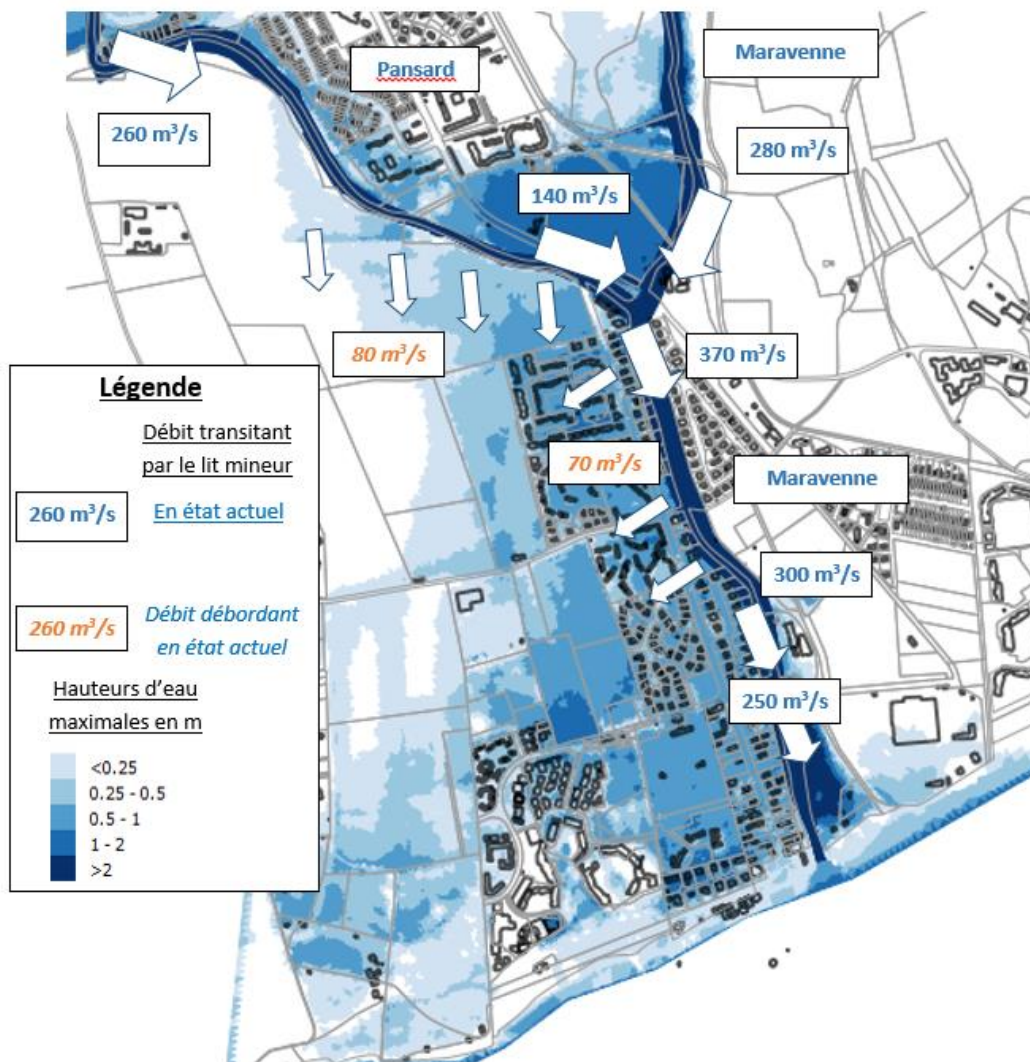 Pansard
Maravenne
260 m³/s
280 m³/s
140 m³/s
80 m³/s
370 m³/s
70 m³/s
Maravenne
300 m³/s
250 m³/s
Légende
Débit transitant
par le lit mineur
260 m³/s
En état actuel
260 m³/s
Débit débordant
en état actuel
Hauteurs d’eau
maximales en m
<0.25
0.25 - 0.5
0.5 - 1
1 - 2
>2